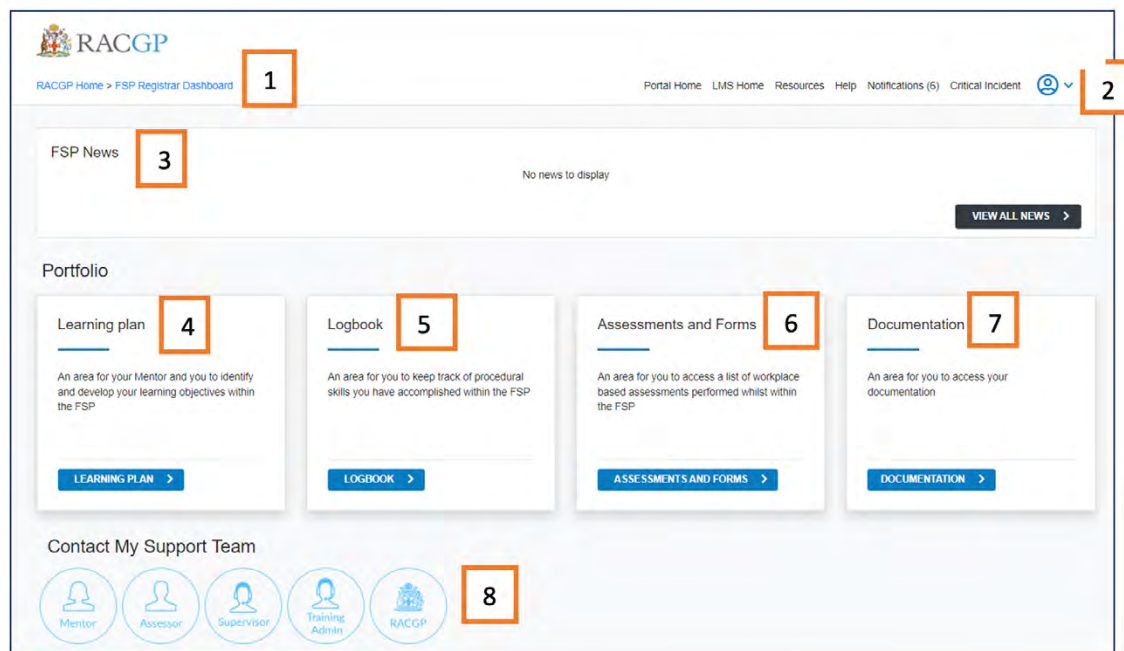 RACGP
RACGP Home > FSP Registrar Dashboard
1
Portal Home LMS Home Resources Help Notifications (6) Critical Incident
2
FSP News
3
No news to display
VIEW ALL NEWS >
Portfolio
Learning plan
4
An area for your Mentor and you to identify
and develop your learning objectives within
the FSP
LEARNING PLAN >
Logbook
5
An area for you to keep track of procedural
skills you have accomplished within the FSP
LOGBOOK >
Assessments and Forms
6
An area for you to access a list of workplace
based assessments performed whilst within
the FSP
ASSESSMENTS AND FORMS >
Documentation
7
An area for you to access your
documentation
DOCUMENTATION >
Contact My Support Team
Mentor
Assessor
Supervisor
Training
Admin
RACGP
8